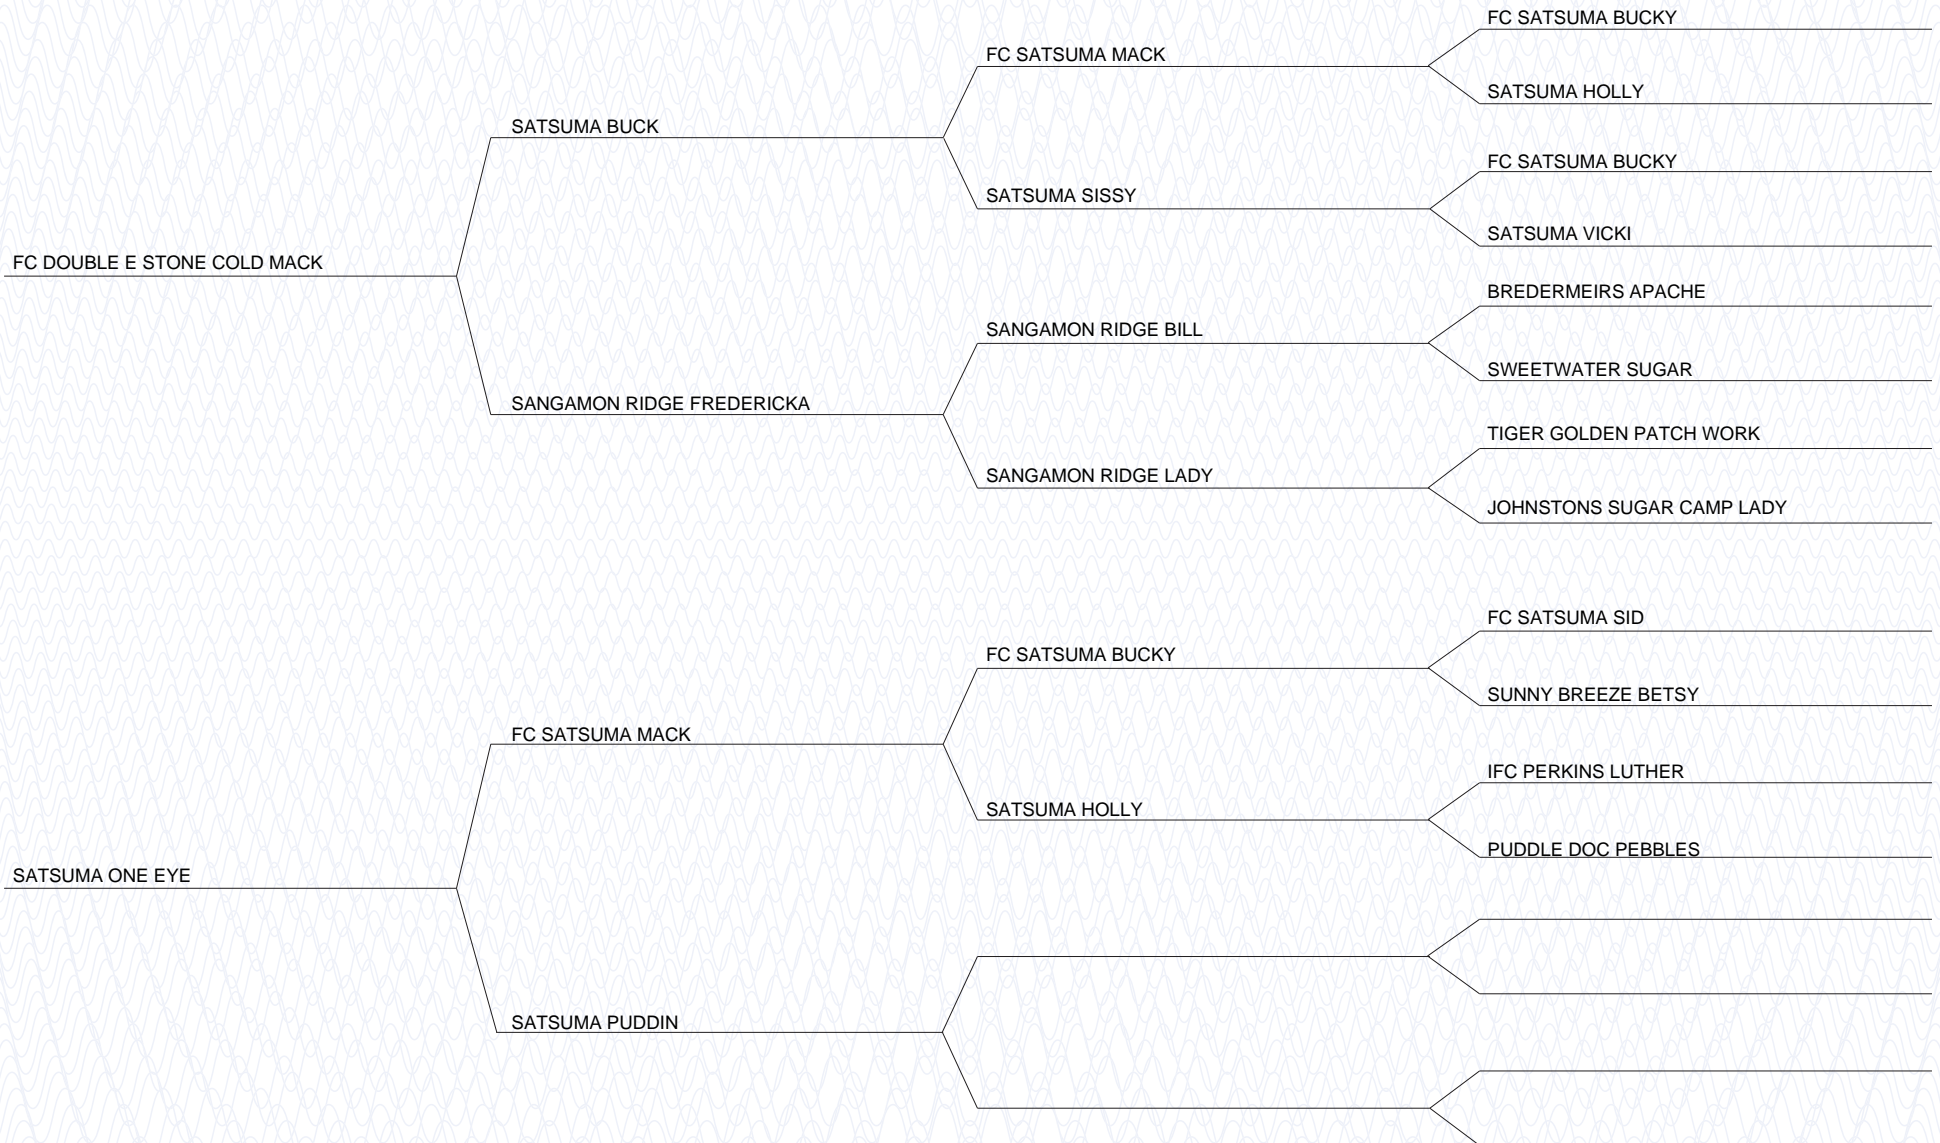 FC SATSUMA BUCKY
FC SATSUMA MACK
SATSUMA HOLLY
SATSUMA BUCK
FC SATSUMA BUCKY
SATSUMA SISSY
SATSUMA VICKI
FC DOUBLE E STONE COLD MACK
BREDERMEIRS APACHE
SANGAMON RIDGE BILL
SWEETWATER SUGAR
SANGAMON RIDGE FREDERICKA
TIGER GOLDEN PATCH WORK
SANGAMON RIDGE LADY
JOHNSTONS SUGAR CAMP LADY
FC SATSUMA SID
FC SATSUMA BUCKY
SUNNY BREEZE BETSY
FC SATSUMA MACK
IFC PERKINS LUTHER
SATSUMA HOLLY
PUDDLE DOC PEBBLES
SATSUMA ONE EYE
SATSUMA PUDDIN